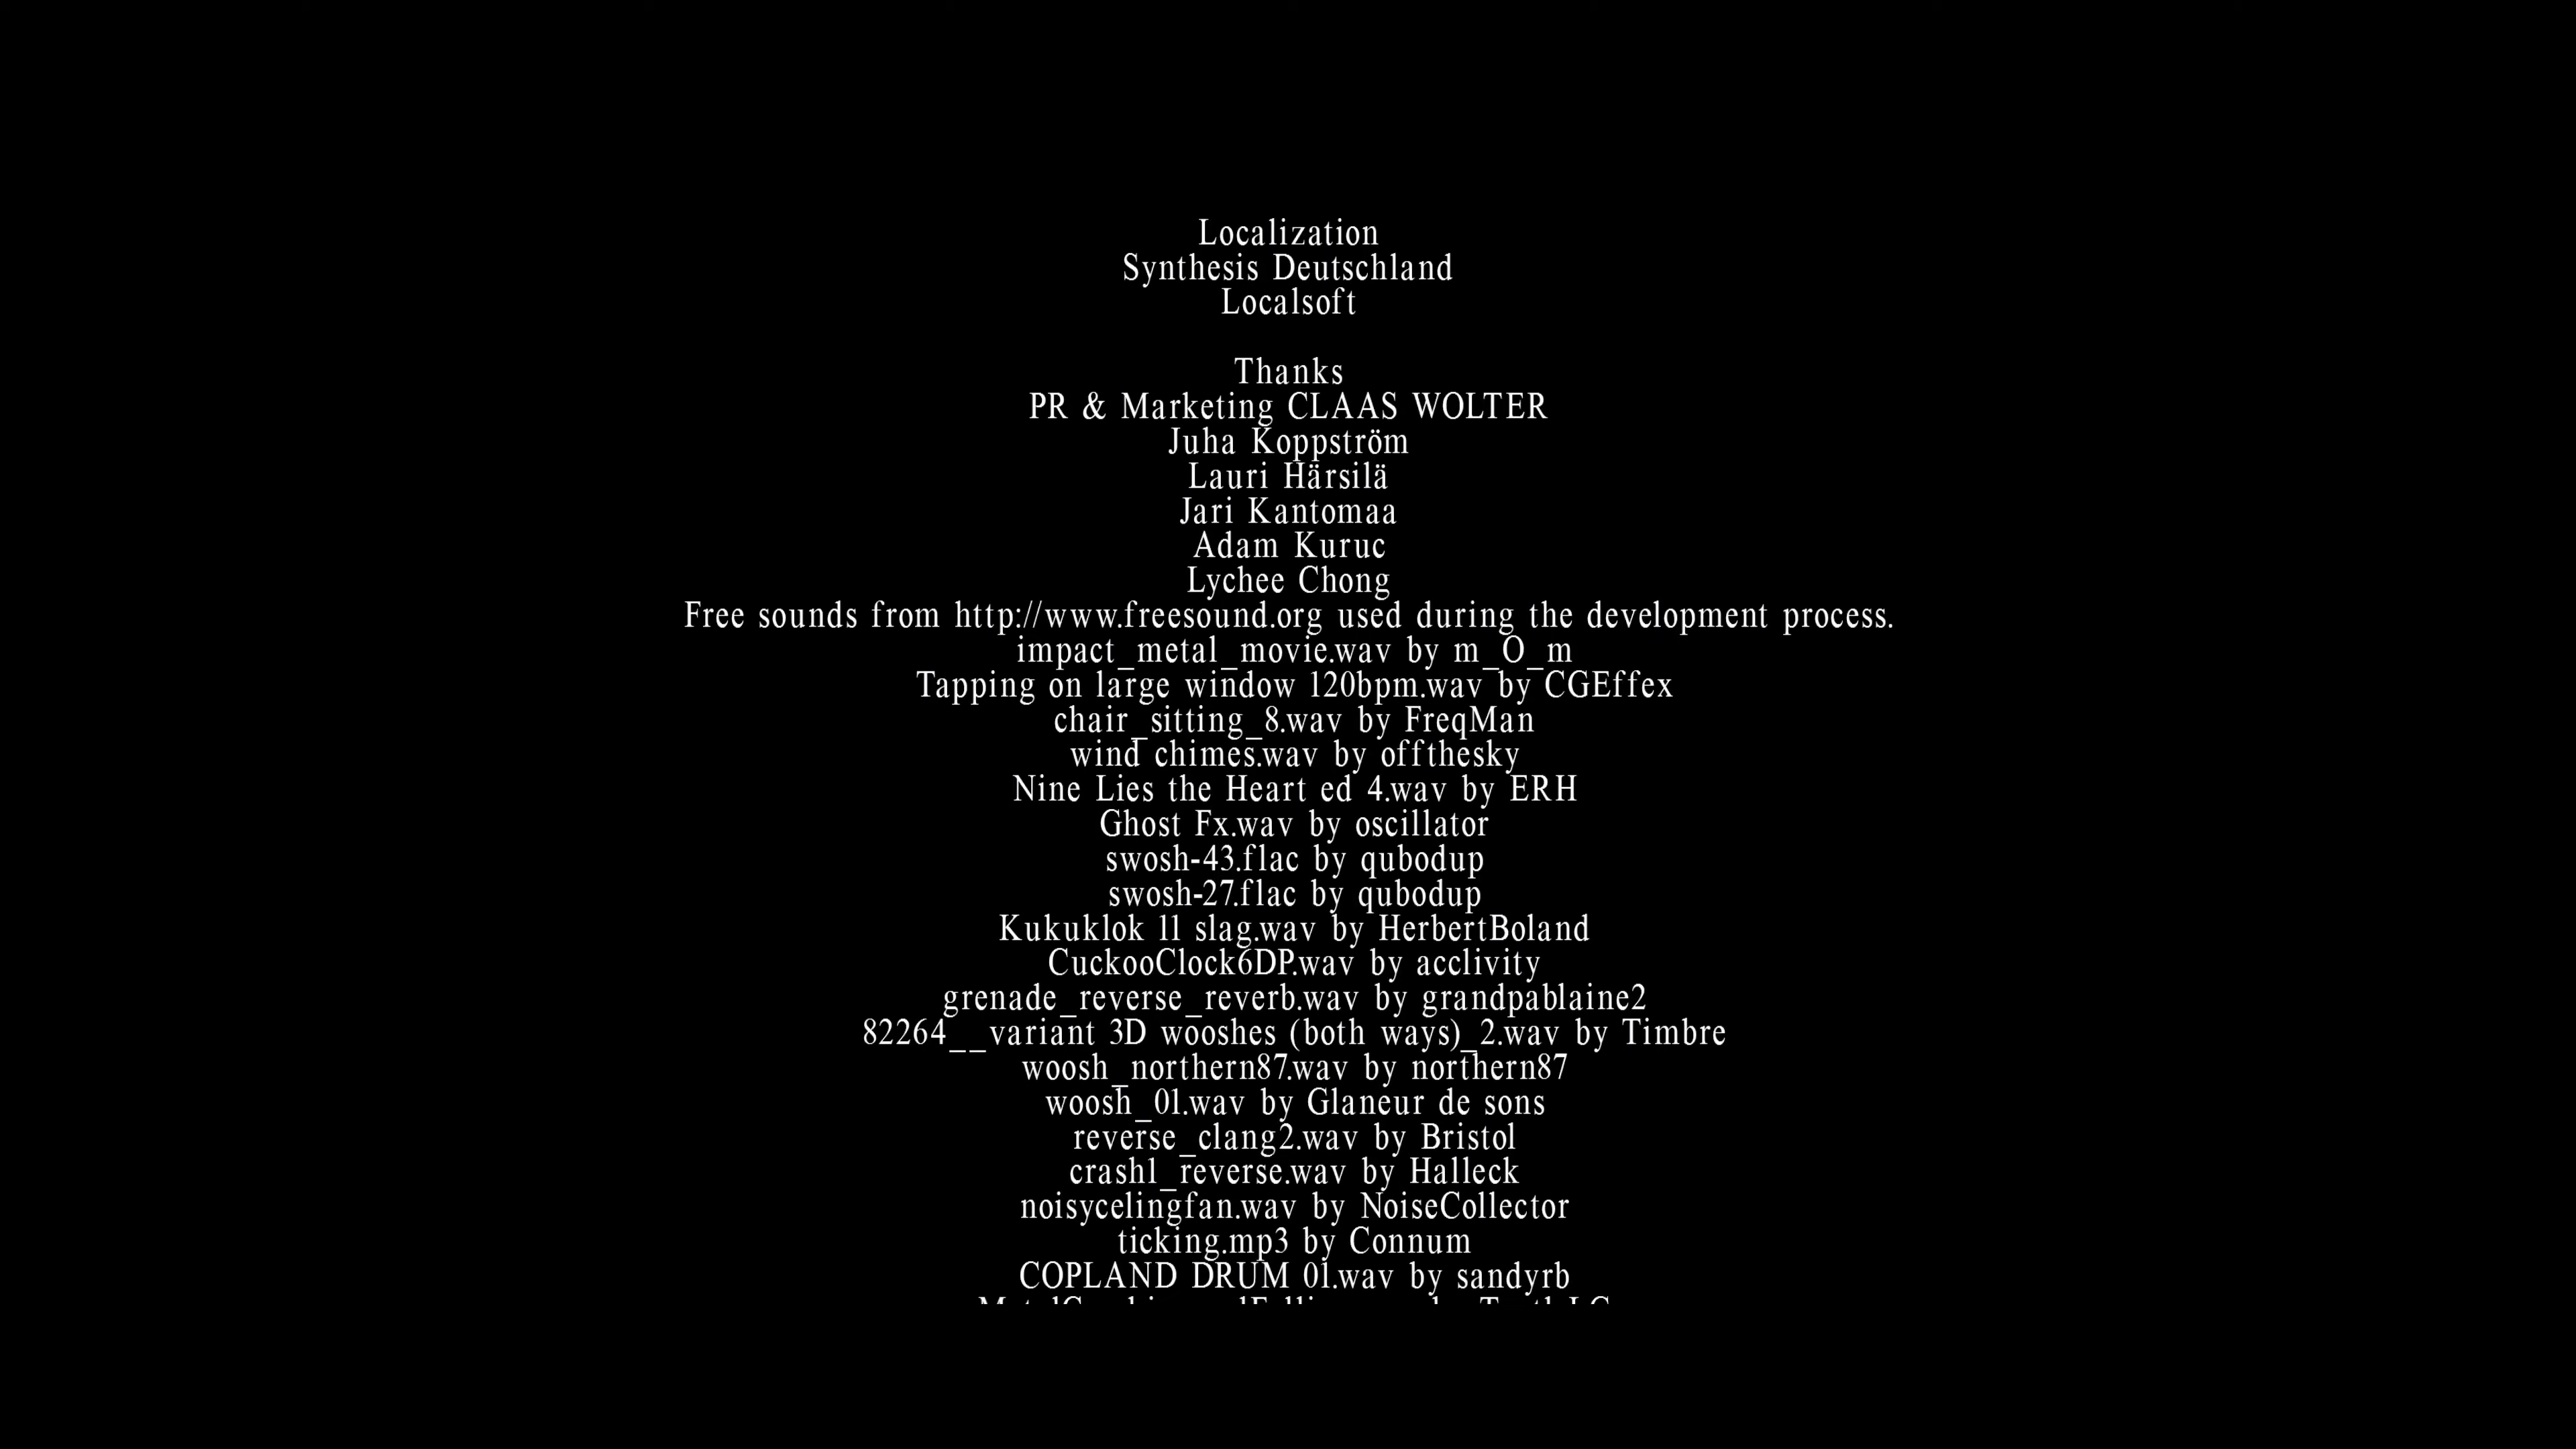 Localization
Synthesis Deutschland
Localsoft
Thanks
PR & Marketing CLAAS WOLTER
Juha Koppström
Lauri Härsilä
Jari Kantomaa
Adam Kuruc
Lychee Chong
Free sounds from http://www.freesound.org used during the development process.
impact_metal_movie.wav by m_O_m
Tapping on large window 120bpm.wav by CGEffex
chair_sitting_8.wav by FreqMan
wind chimes.wav by offthesky
Nine Lies the Heart ed 4.wav by ERH
Ghost Fx.wav by oscillator
swosh-43.flac by qubodup
swosh-27.flac by qubodup
Kukuklok 11 slag.wav by HerbertBoland
CuckooClock6DP.wav by acclivity
grenade_reverse_reverb.wav by grandpablaine2
82264__variant 3D wooshes (both ways)_2.wav by Timbre
woosh_northern87.wav by northern87
woosh_01.wav by Glaneur de sons
reverse_clang2.wav by Bristol
crash1_reverse.wav by Halleck
noisycelingfan.wav by NoiseCollector
ticking.mp3 by Connum
COPLAND DRUM 01.wav by sandyrb